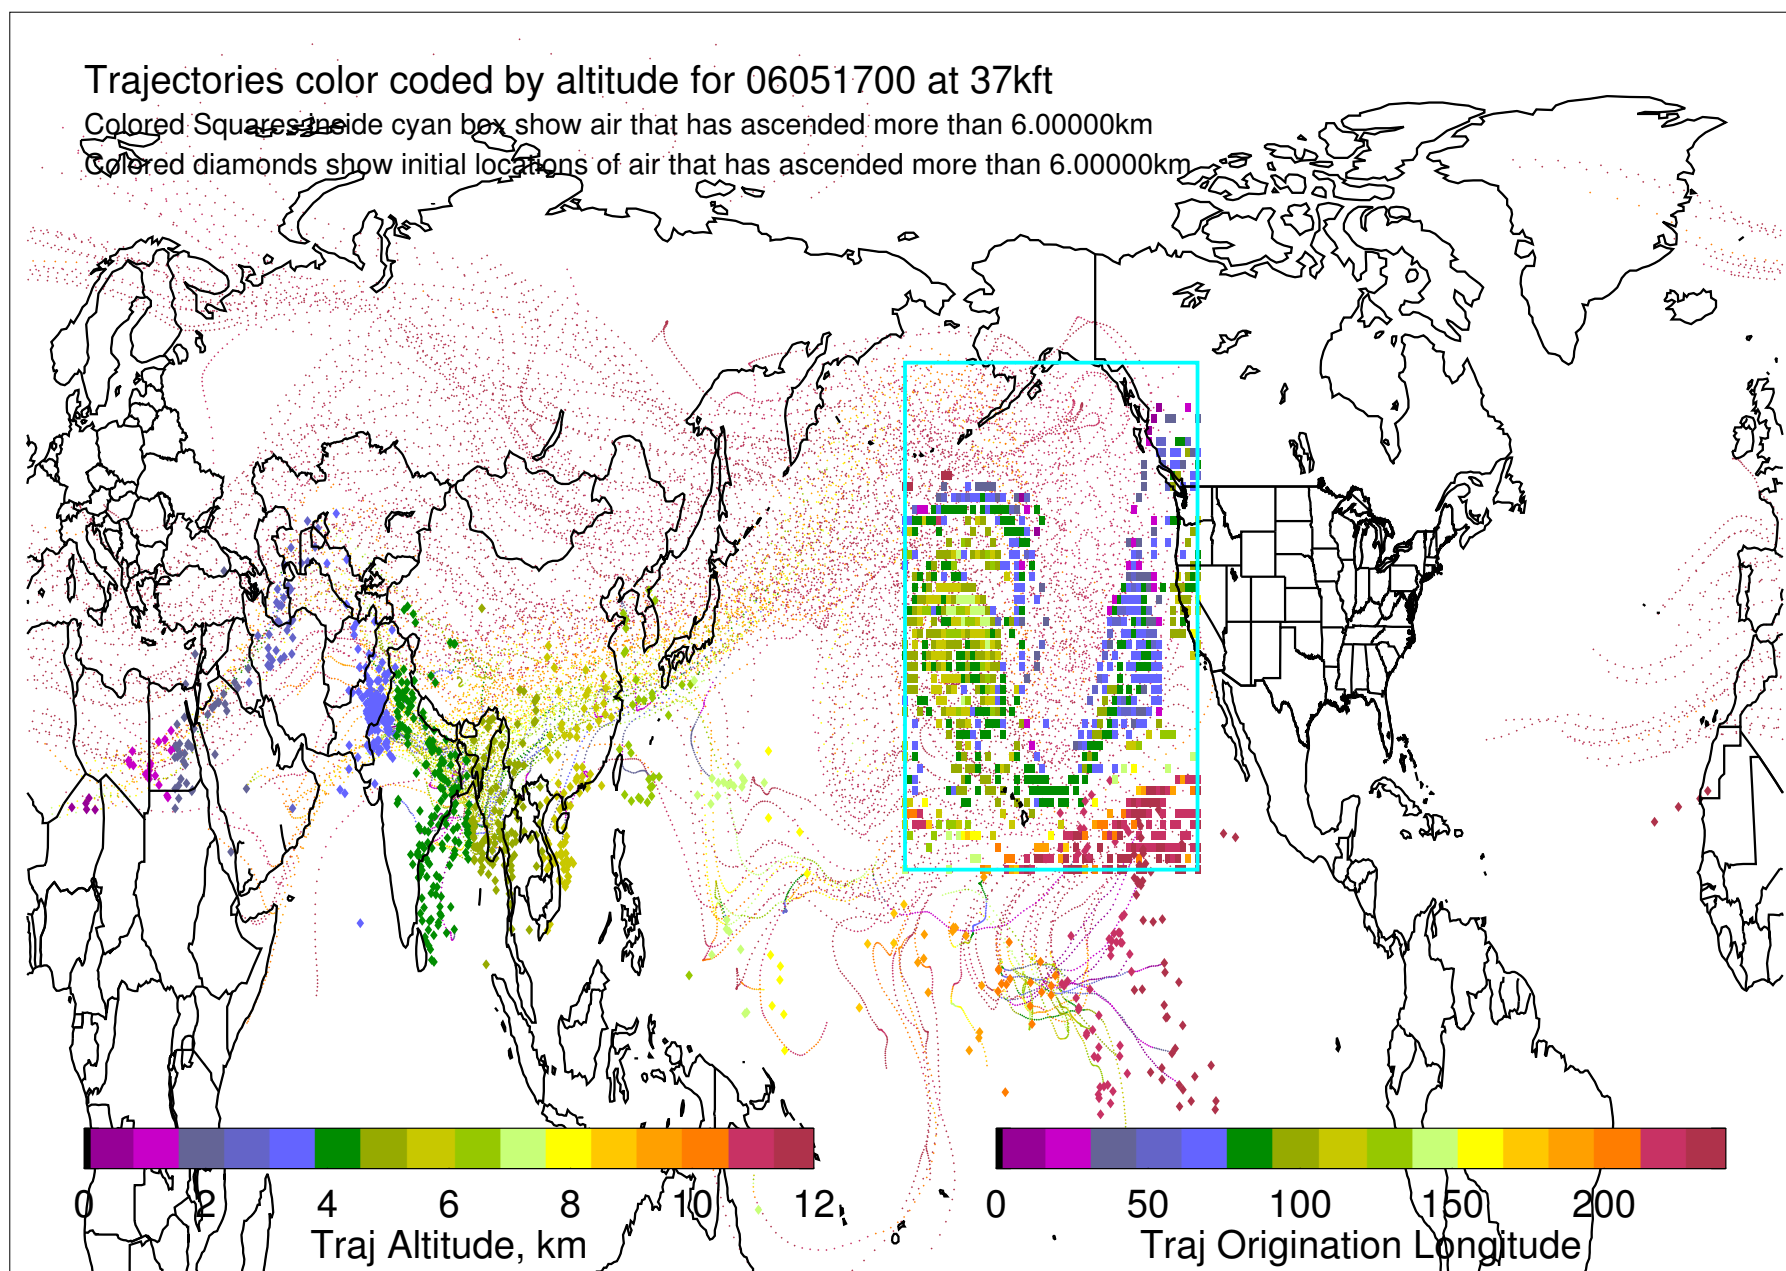 Trajectories color coded by altitude for 06051700 at 37kft
Colored Squares inside cyan box show air that has ascended more than 6.00000km
Colored diamonds show initial locations of air that has ascended more than 6.00000km
0 2 4 6 8 10 12
Traj Altitude, km
0 50 100 150 200
Traj Origination Longitude